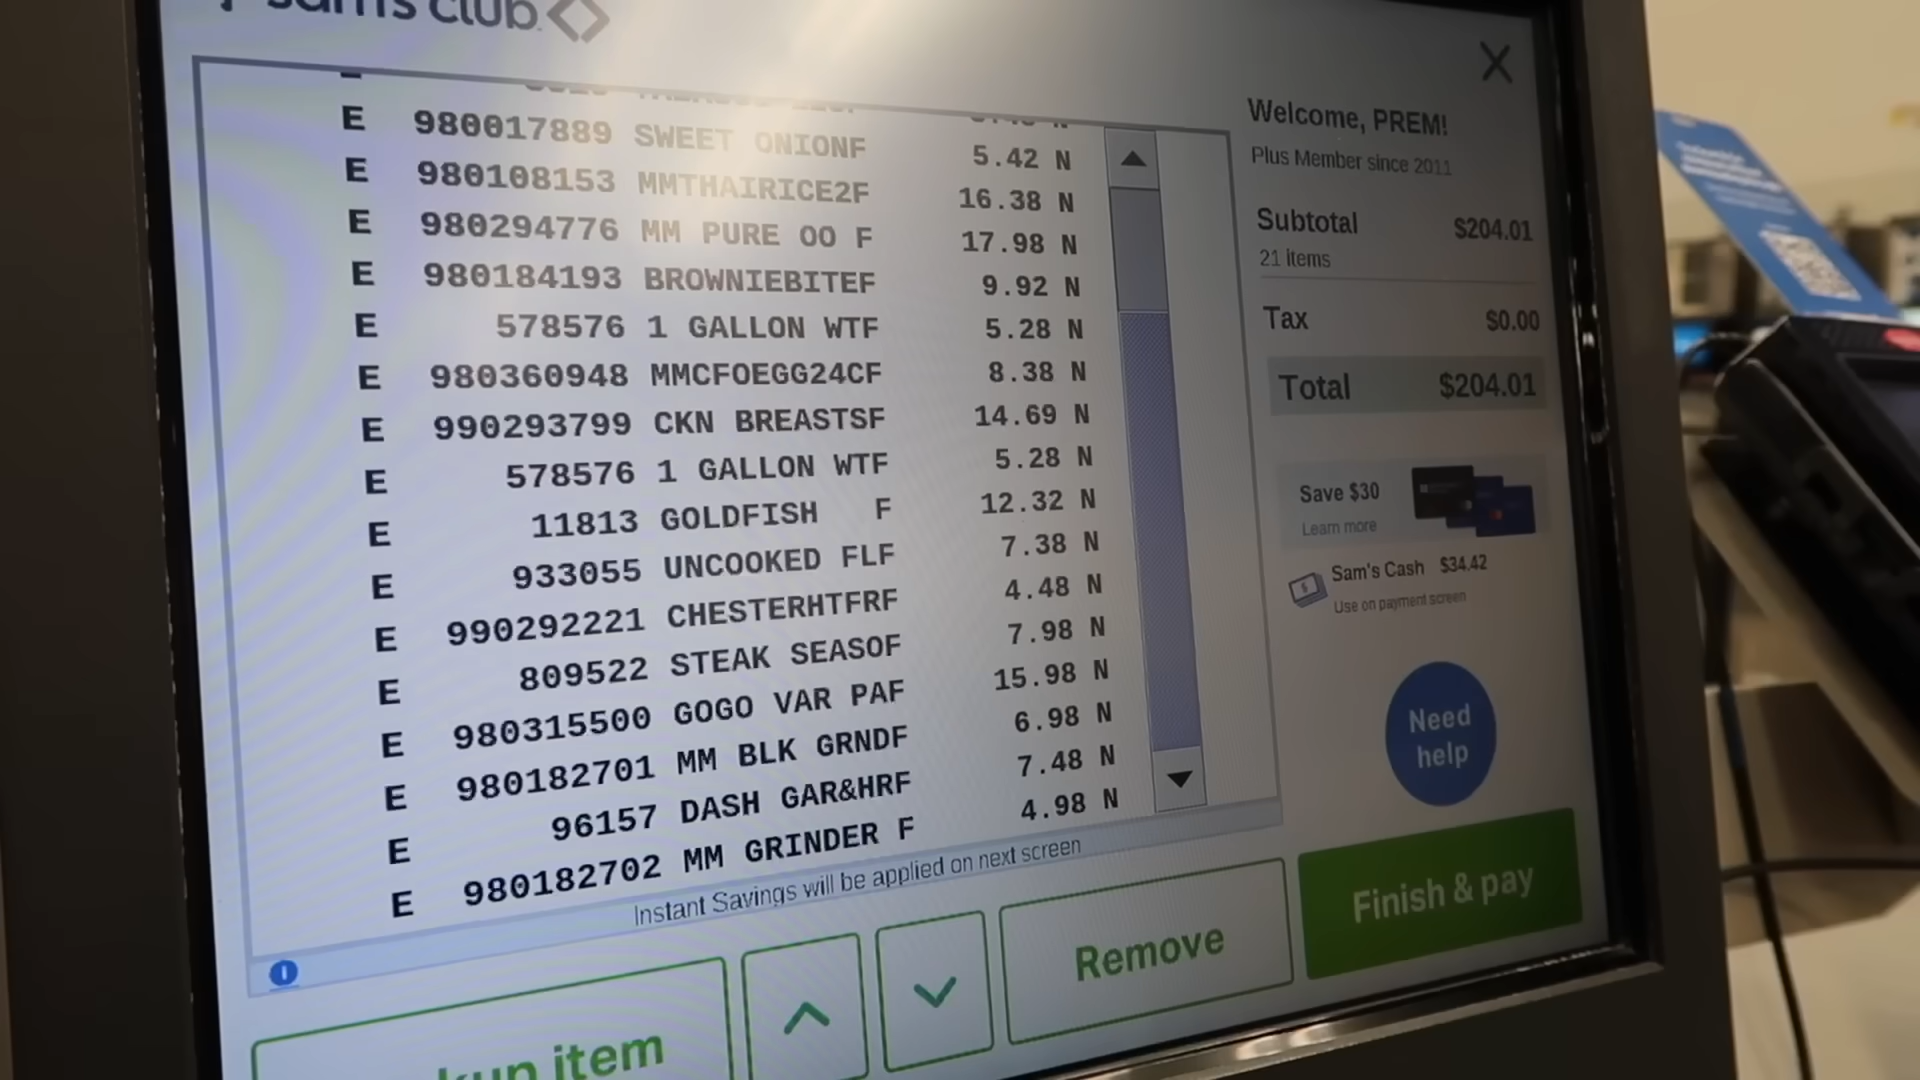 sam's club
E 980017889 SWEET ONIONF 5.42 N
E 980108153 MMTHAIRICE2F 16.38 N
E 980294776 MM PURE OO F 17.98 N
E 980184193 BROWNIEBITEF 9.92 N
E 578576 1 GALLON WTF 5.28 N
E 980360948 MMCFOEGG24CF 8.38 N
E 990293799 CKN BREASTSF 14.69 N
E 578576 1 GALLON WTF 5.28 N
E 11813 GOLDFISH F 12.32 N
E 933055 UNCOOKED FLF 7.38 N
E 990292221 CHESTERHTFRF 4.48 N
E 809522 STEAK SEASOF 7.98 N
E 980315500 GOGO VAR PAF 15.98 N
E 980182701 MM BLK GRNDF 6.98 N
E 96157 DASH GAR&HRF 7.48 N
E 980182702 MM GRINDER F 4.98 N
Instant Savings will be applied on next screen
item
Remove
Finish & pay
X
Welcome, PREM!
Plus Member since 2011
Subtotal $204.01
21 items
Tax $0.00
Total $204.01
Save $30
Learn more
Sam's Cash $34.42
Use on payment screen
Need
help